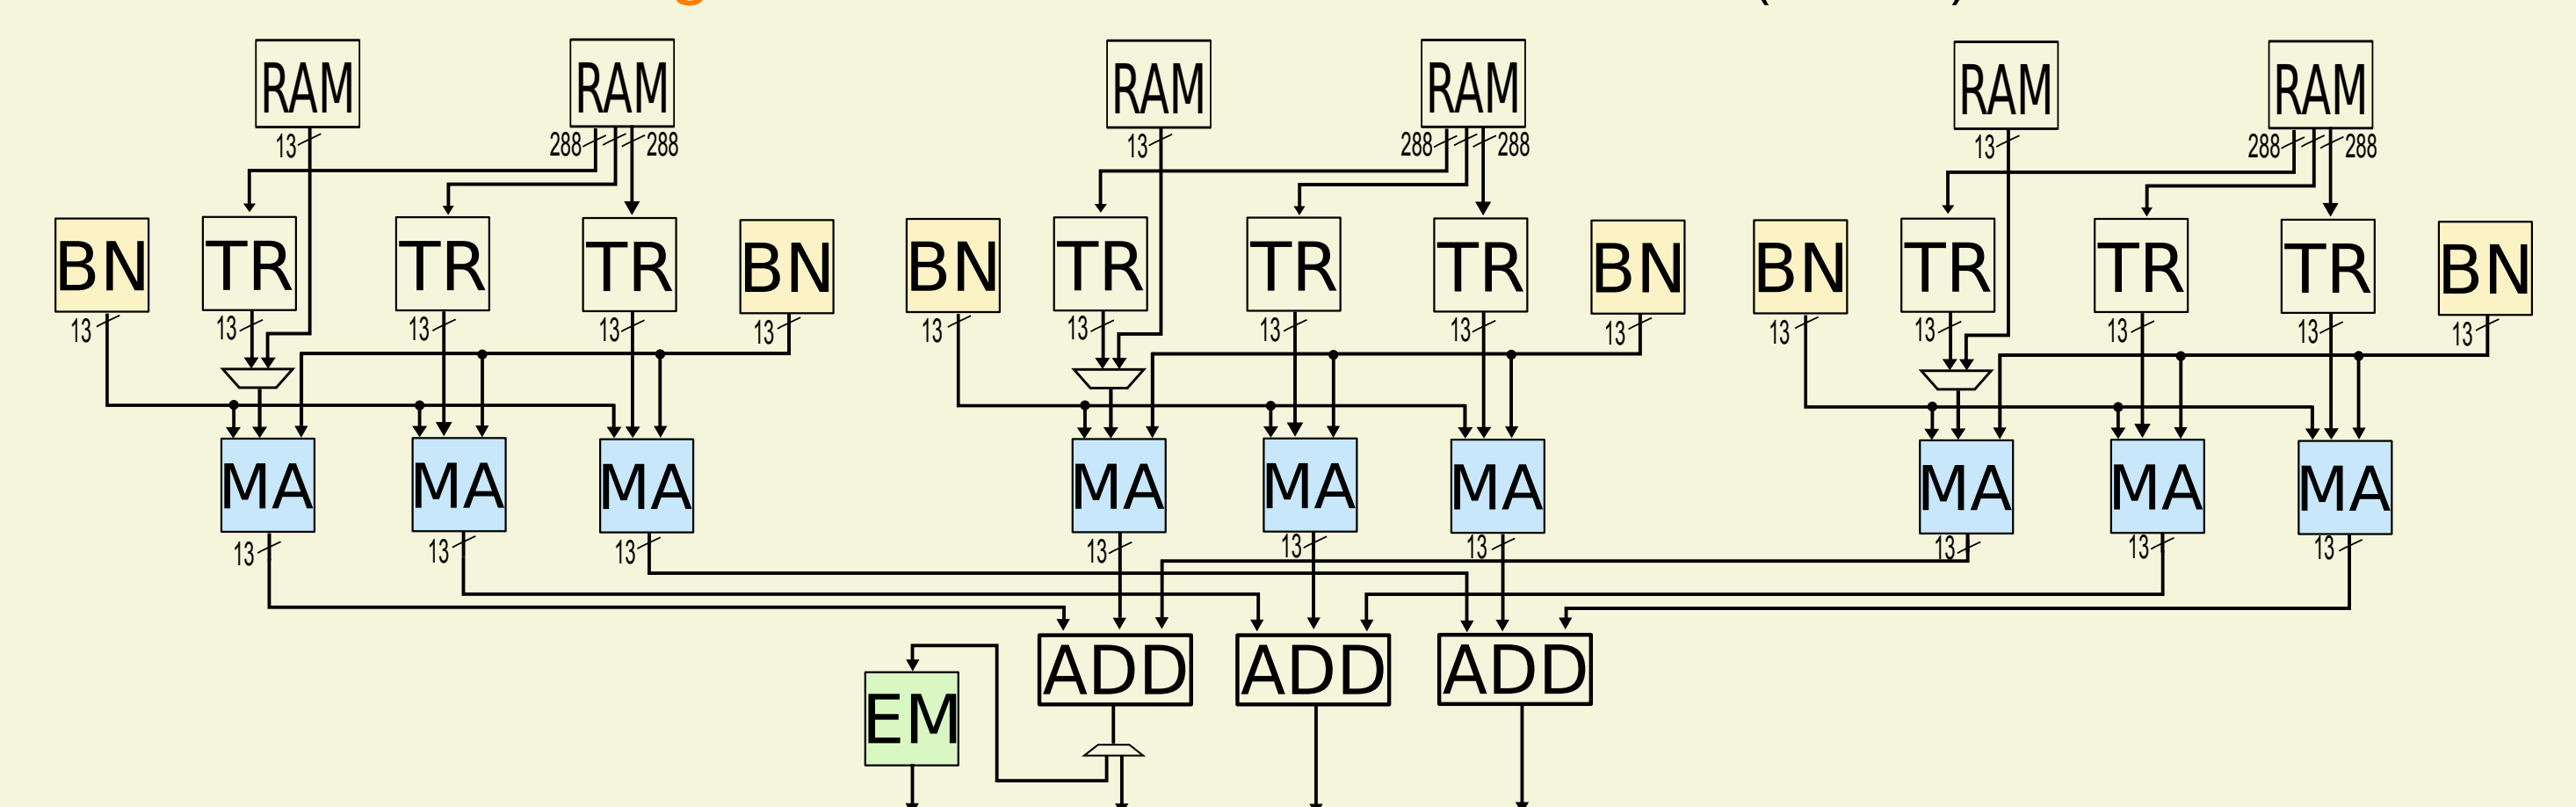 RAM RAM RAM RAM RAM RAM
13 288 288 13 288 288 13 288 288
BN TR TR TR BN BN TR TR TR BN BN TR TR TR BN
13 13 13 13 13 13 13 13 13 13 13 13 13 13 13
MA MA MA MA MA MA MA MA MA
13 13 13 13 13 13 13 13 13
ADD ADD ADD
EM